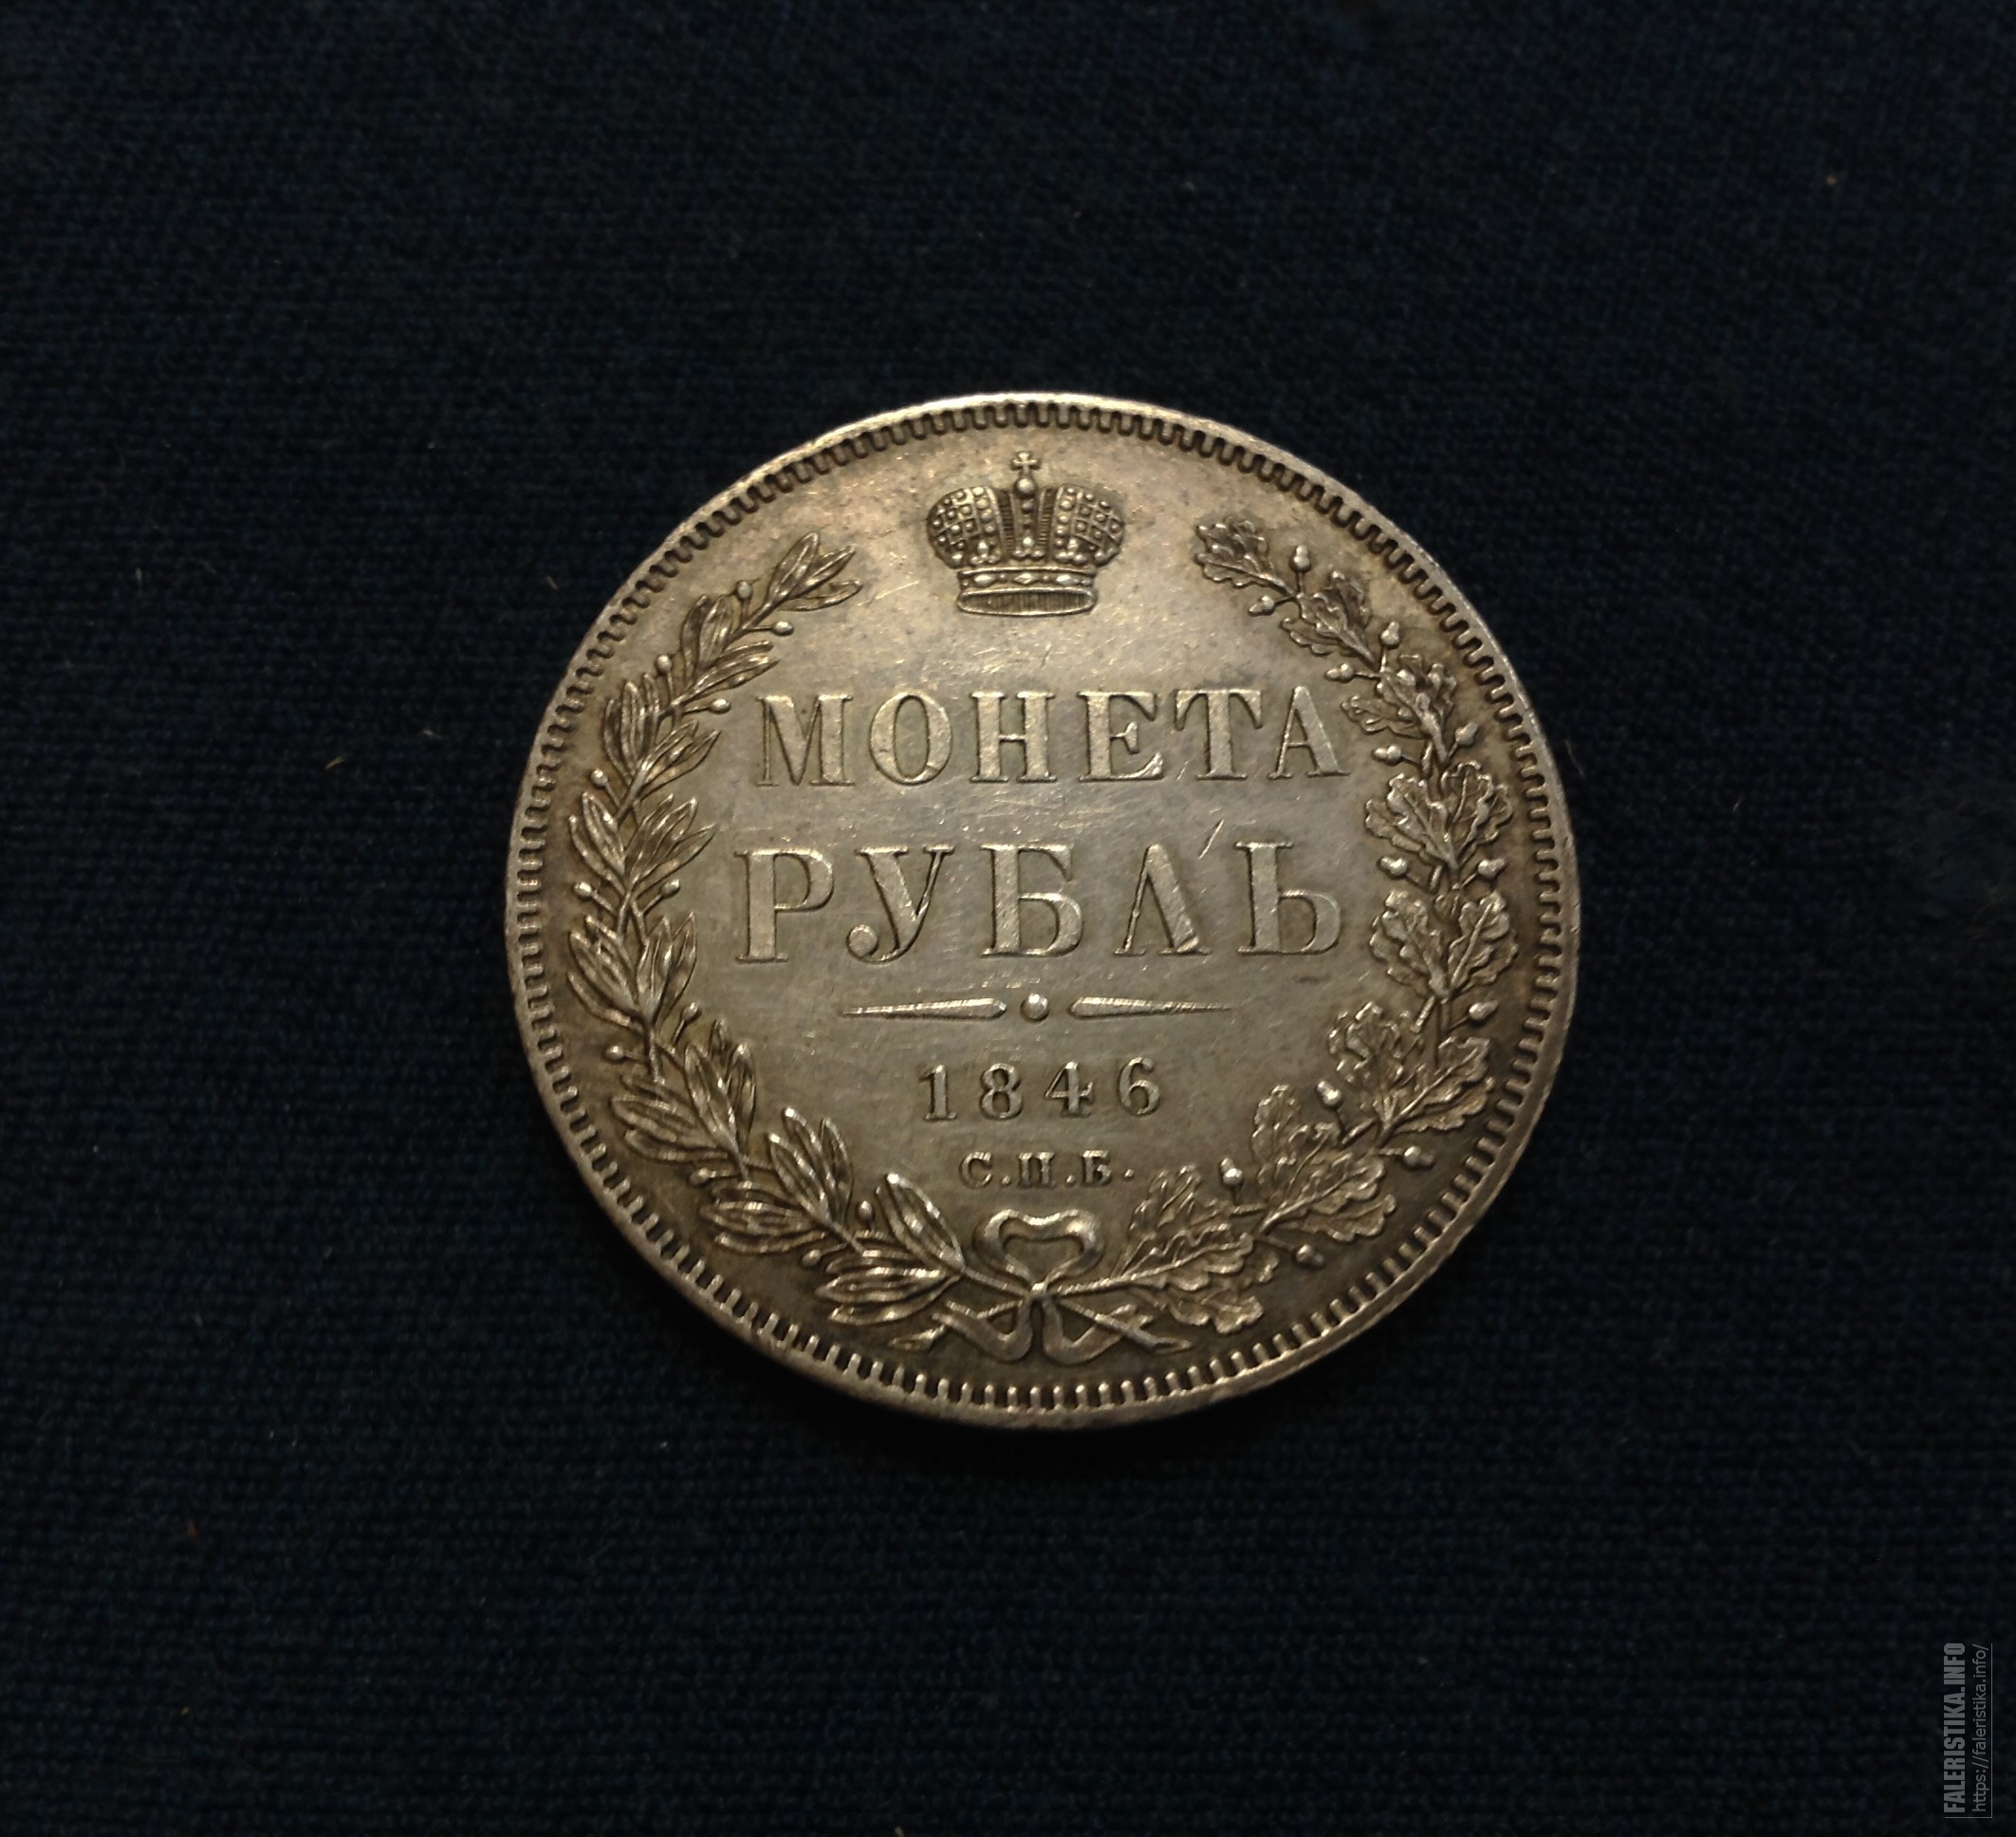 МОНЕТА
РУБЛЬ
1846
С.П.Б.
FALERISTIKA.INFO
https://faleristika.info/